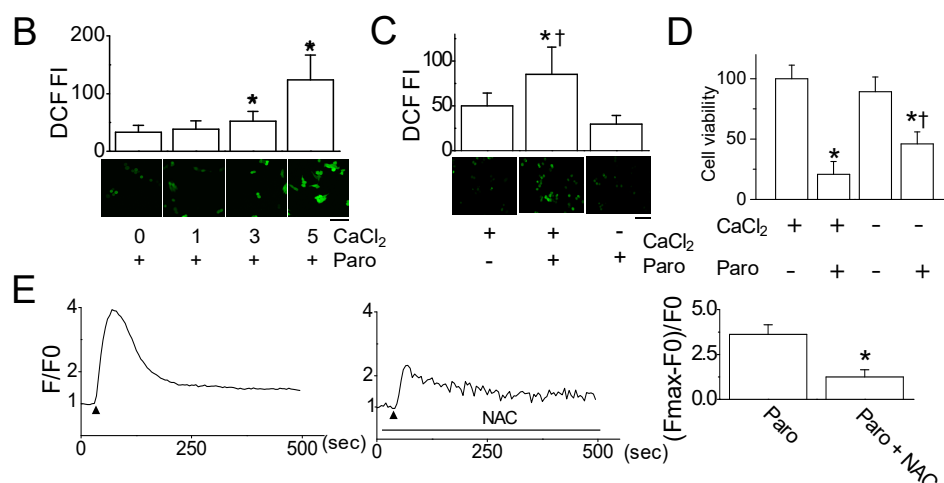 B
DCF FI
200
100
0
*
*
0 1 3 5 CaCl₂
+ + + + Paro
C
DCF FI
100
50
0
*†
+ + - CaCl₂
- + + Paro
D
Cell viability
100
50
0
*
*†
CaCl₂ + + - -
Paro - + - +
E
F/F0
4
2
1
0 250 500 (sec)
4
2
1
NAC
0 250 500 (sec)
(Fmax-F0)/F0
5.0
2.5
0.0
*
Paro
Paro + NAC